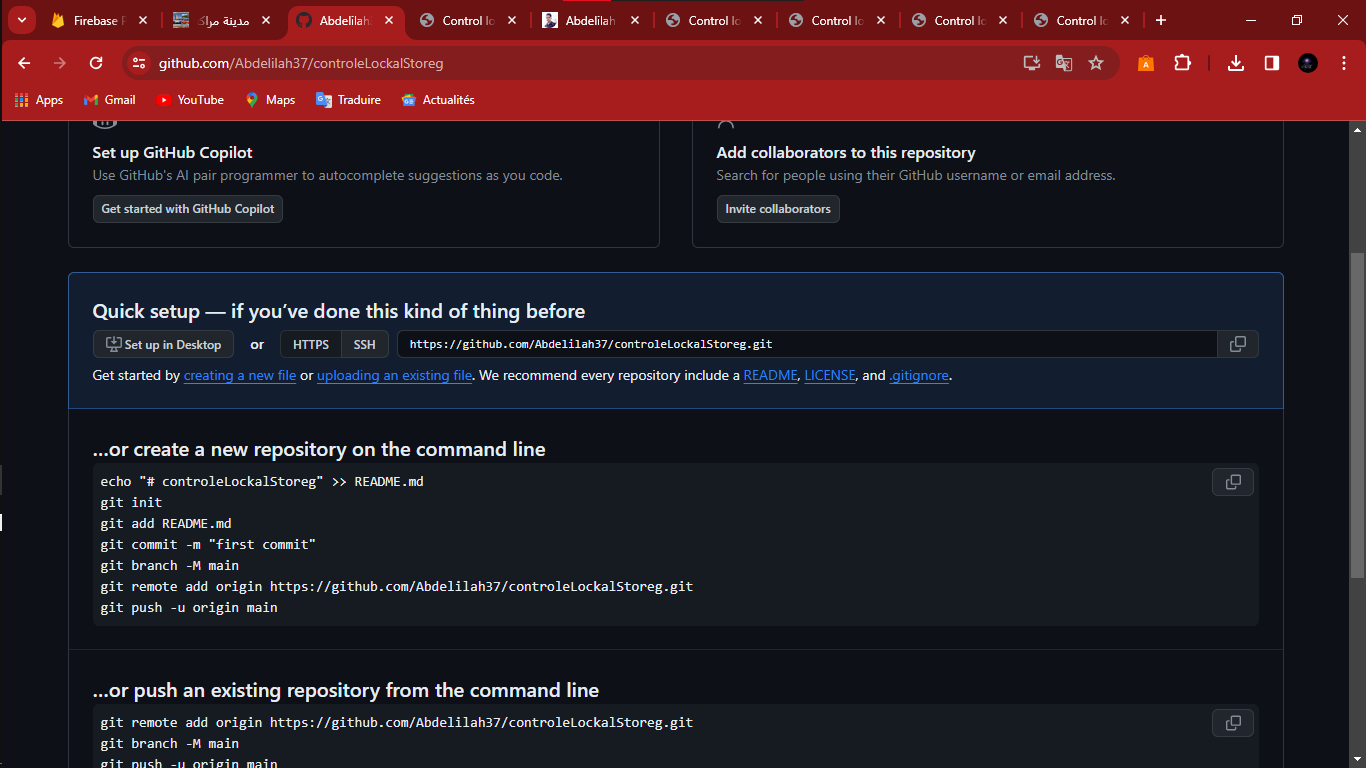 Firebase
مدينة مراك
Abdelilah
Control lo
Abdelilah
Control lo
Control lo
Control lo
Control lo
github.com/Abdelilah37/controleLockalStoreg
Apps
Gmail
YouTube
Maps
Traduire
Actualités
Set up GitHub Copilot
Use GitHub's AI pair programmer to autocomplete suggestions as you code.
Get started with GitHub Copilot
Add collaborators to this repository
Search for people using their GitHub username or email address.
Invite collaborators
Quick setup — if you’ve done this kind of thing before
Set up in Desktop or HTTPS SSH https://github.com/Abdelilah37/controleLockalStoreg.git
Get started by creating a new file or uploading an existing file. We recommend every repository include a README, LICENSE, and .gitignore.
…or create a new repository on the command line
echo "# controleLockalStoreg" >> README.md
git init
git add README.md
git commit -m "first commit"
git branch -M main
git remote add origin https://github.com/Abdelilah37/controleLockalStoreg.git
git push -u origin main
…or push an existing repository from the command line
git remote add origin https://github.com/Abdelilah37/controleLockalStoreg.git
git branch -M main
git push -u origin main